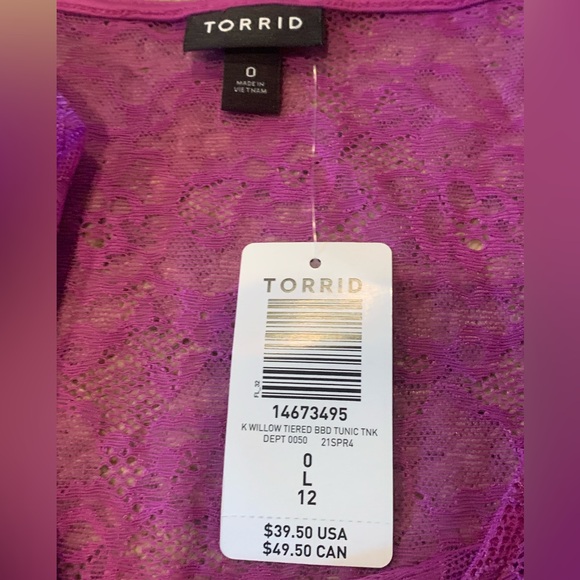 TORRID
0
MADE IN
VIETNAM
TORRID
FL_32
14673495
K WILLOW TIERED BBD TUNIC TNK
DEPT 0050 21SPR4
0
L
12
$39.50 USA
$49.50 CAN